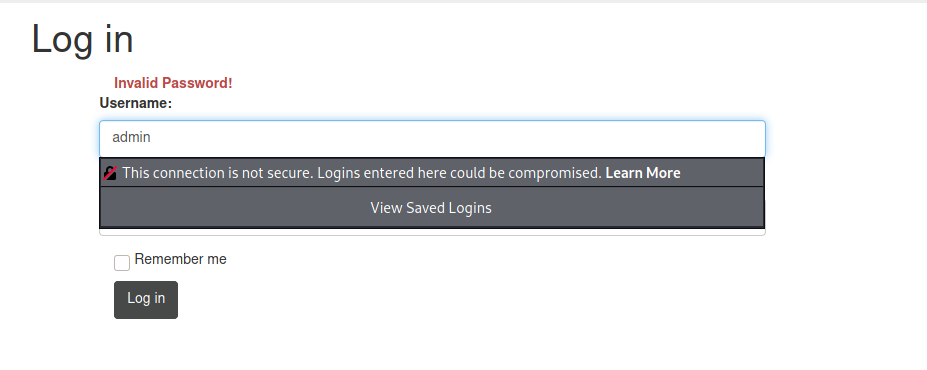 Log in
Invalid Password!
Username:
admin
This connection is not secure. Logins entered here could be compromised. Learn More
View Saved Logins
Remember me
Log in